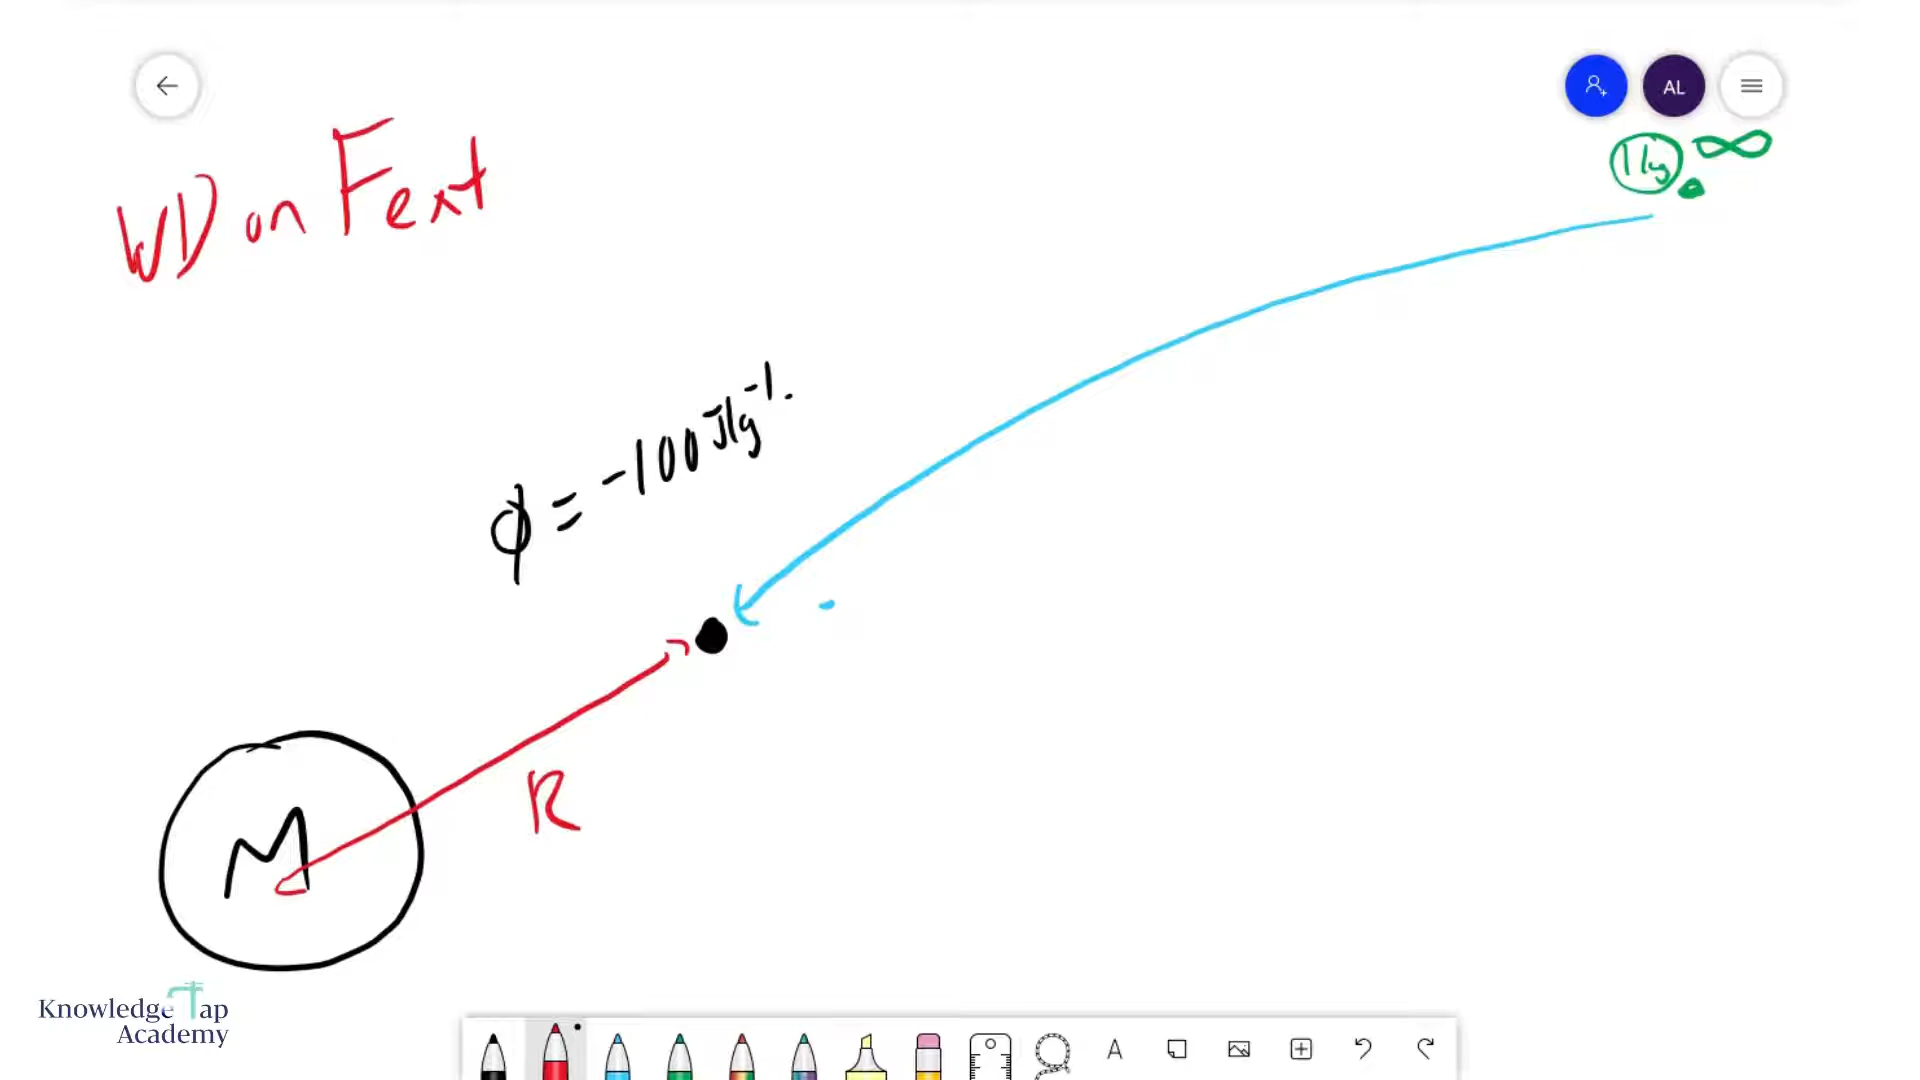 AL
1kg ∞
WD on Fext
ϕ = -100 Jkg⁻¹.
R
M
Knowledge Tap
Academy
A